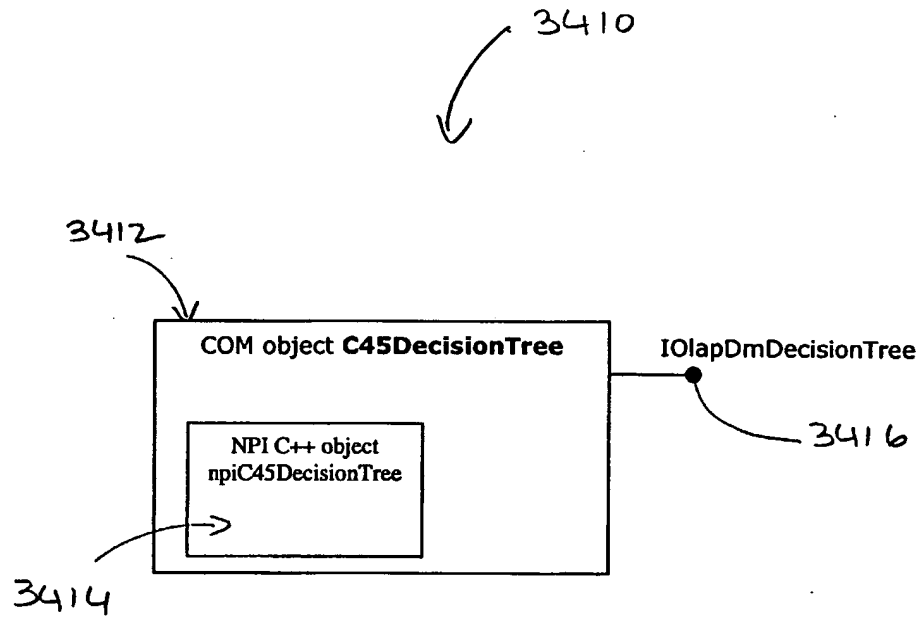 3410
3412
COM object C45DecisionTree
IOlapDmDecisionTree
NPI C++ object
npiC45DecisionTree
3416
3414